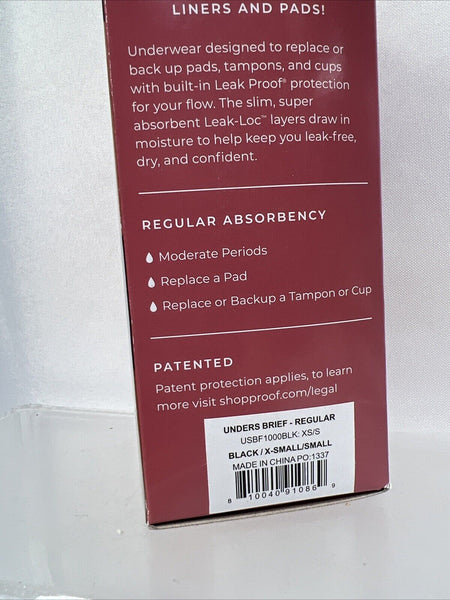 LINERS AND PADS!
Underwear designed to replace or
back up pads, tampons, and cups
with built-in Leak Proof® protection
for your flow. The slim, super
absorbent Leak-Loc™ layers draw in
moisture to help keep you leak-free,
dry, and confident.
REGULAR ABSORBENCY
Moderate Periods
Replace a Pad
Replace or Backup a Tampon or Cup
PATENTED
Patent protection applies, to learn
more visit shopproof.com/legal
UNDERS BRIEF - REGULAR
USBF1000BLK: XS/S
BLACK / X-SMALL/SMALL
MADE IN CHINA PO:1337
8 10040 91086 9